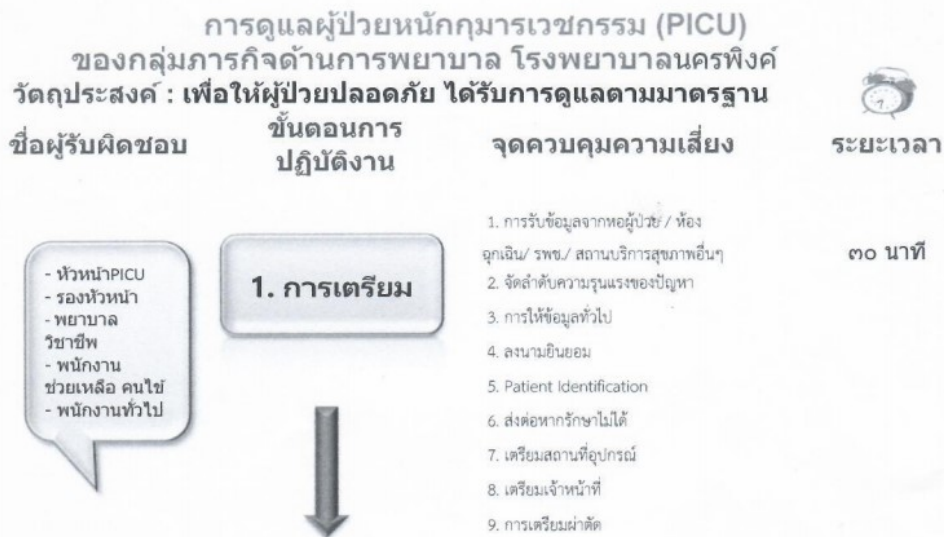 การดูแลผู้ป่วยหนักกุมารเวชกรรม (PICU)
ของกลุ่มภารกิจด้านการพยาบาล โรงพยาบาลนครพิงค์
วัตถุประสงค์ : เพื่อให้ผู้ป่วยปลอดภัย ได้รับการดูแลตามมาตรฐาน
ชื่อผู้รับผิดชอบ
ขั้นตอนการ
ปฏิบัติงาน
จุดควบคุมความเสี่ยง
ระยะเวลา
- หัวหน้าPICU
- รองหัวหน้า
- พยาบาล
วิชาชีพ
- พนักงาน
ช่วยเหลือ คนไข้
- พนักงานทั่วไป
1. การเตรียม
1. การรับข้อมูลจากหอผู้ป่วย / ห้อง
ฉุกเฉิน/ รพช./ สถานบริการสุขภาพอื่นๆ
2. จัดลำดับความรุนแรงของปัญหา
3. การให้ข้อมูลทั่วไป
4. ลงนามยินยอม
5. Patient Identification
6. ส่งต่อหากรักษาไม่ได้
7. เตรียมสถานที่อุปกรณ์
8. เตรียมเจ้าหน้าที่
9. การเตรียมผ่าตัด
๓๐ นาที